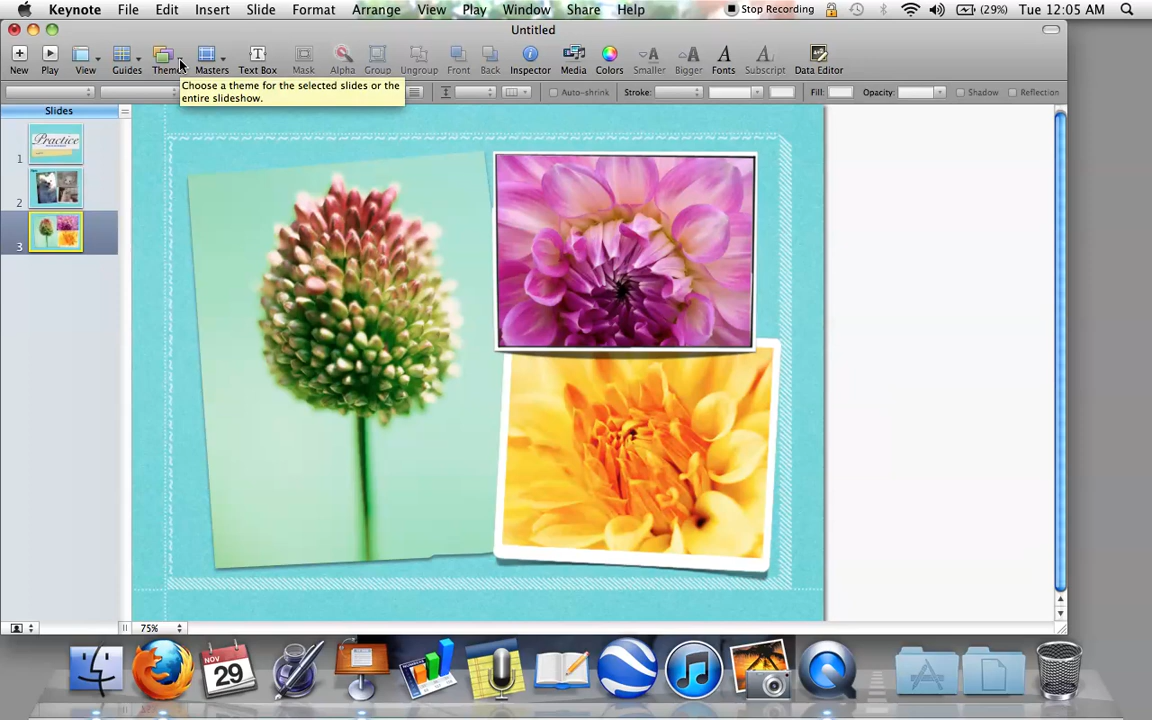 Keynote File Edit Insert Slide Format Arrange View Play Window Share Help Stop Recording (29%) Tue 12:05 AM
Untitled
New Play View Guides Themes Masters Text Box Mask Alpha Group Ungroup Front Back Inspector Media Colors Smaller Bigger Fonts Subscript Data Editor
Choose a theme for the selected slides or the
entire slideshow.
Auto-shrink Stroke: Fill: Opacity: Shadow Reflection
Slides
Practice
1
2
3
75%
NOV
29